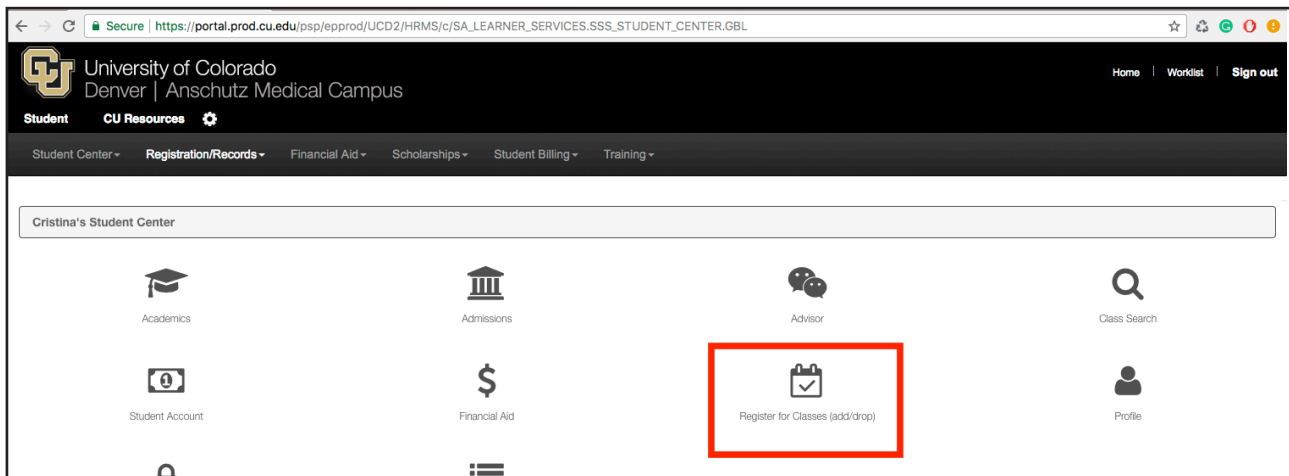 Secure | https://portal.prod.cu.edu/psp/epprod/UCD2/HRMS/c/SA_LEARNER_SERVICES.SSS_STUDENT_CENTER.GBL
CU University of Colorado
Denver | Anschutz Medical Campus
Home | Worklist | Sign out
Student CU Resources
Student Center Registration/Records Financial Aid Scholarships Student Billing Training
Cristina's Student Center
Academics Admissions Advisor Class Search
1 $
Student Account Financial Aid Register for Classes (add/drop) Profile